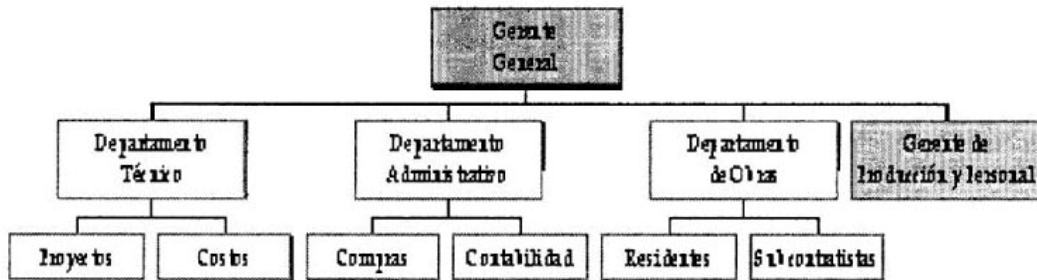 Gerente
General
Departamento
Técnico
Departamento
Administrativo
Departamento
de Obras
Gerente de
Producción y Personal
Proyectos
Costos
Compras
Contabilidad
Residentes
Subcontratistas